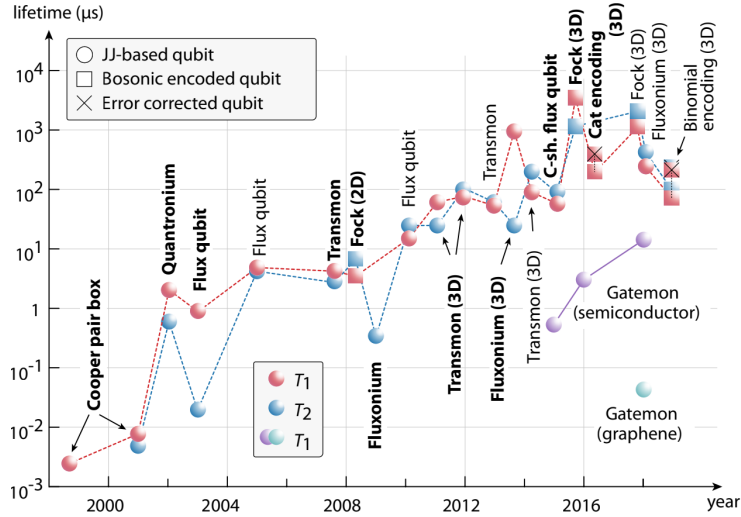 lifetime (μs)
JJ-based qubit
Bosonic encoded qubit
Error corrected qubit
10⁴
10³
10²
10¹
1
10⁻¹
10⁻²
10⁻³
2000
2004
2008
2012
2016
year
Cooper pair box
Quantronium
Flux qubit
Flux qubit
Transmon
Fock (2D)
Fluxonium
Flux qubit
Transmon (3D)
Transmon
Fluxonium (3D)
Transmon (3D)
C-sh. flux qubit
Fock (3D)
Cat encoding
(3D)
Fock (3D)
Fluxonium (3D)
Binomial
encoding (3D)
Gatemon
(semiconductor)
Gatemon
(graphene)
T₁
T₂
T₁